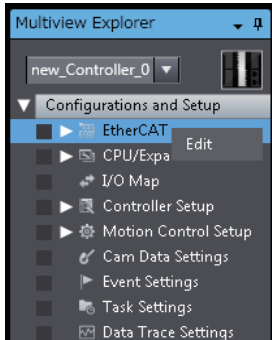 Multiview Explorer
new_Controller_0
Configurations and Setup
EtherCAT
Edit
CPU/Expa
I/O Map
Controller Setup
Motion Control Setup
Cam Data Settings
Event Settings
Task Settings
Data Trace Settings